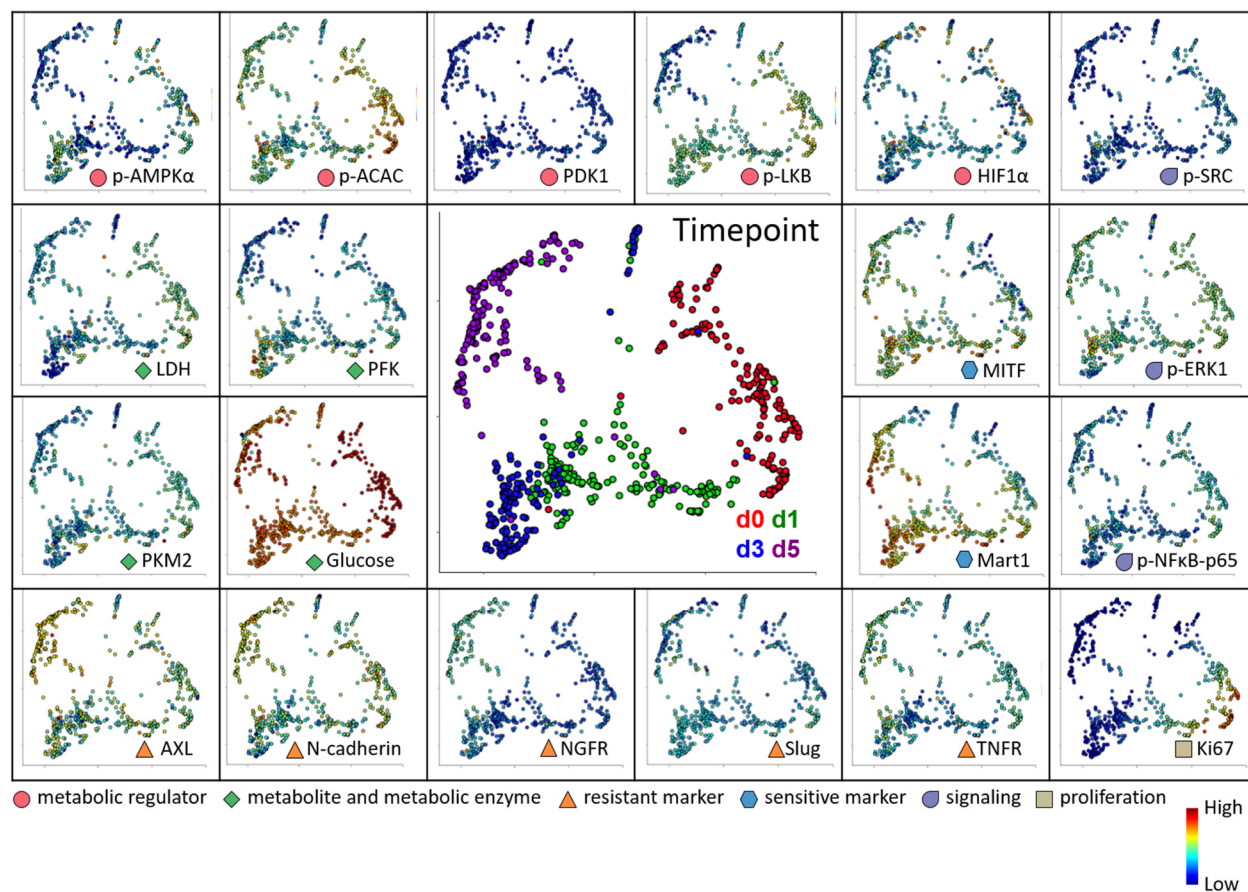 p-AMPKα
p-ACAC
PDK1
p-LKB
HIF1α
p-SRC
LDH
PFK
Timepoint
MITF
p-ERK1
PKM2
Glucose
d0 d1
d3 d5
Mart1
p-NFκB-p65
AXL
N-cadherin
NGFR
Slug
TNFR
Ki67
metabolic regulator
metabolite and metabolic enzyme
resistant marker
sensitive marker
signaling
proliferation
High
Low